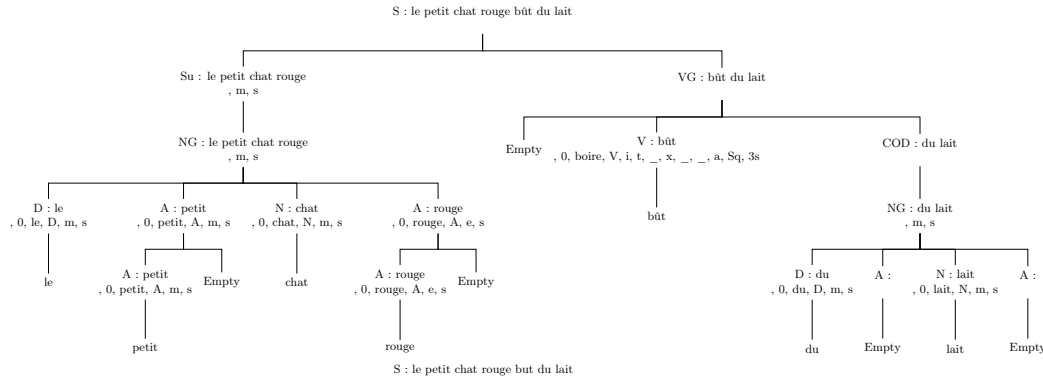 S : le petit chat rouge bût du lait
Su : le petit chat rouge
, m, s
VG : bût du lait
NG : le petit chat rouge
, m, s
Empty
V : bût
, 0, boire, V, i, t, _, x, _, _, a, Sq, 3s
COD : du lait
D : le
, 0, le, D, m, s
A : petit
, 0, petit, A, m, s
N : chat
, 0, chat, N, m, s
A : rouge
, 0, rouge, A, e, s
bût
NG : du lait
, m, s
le
A : petit
, 0, petit, A, m, s
Empty
chat
A : rouge
, 0, rouge, A, e, s
Empty
D : du
, 0, du, D, m, s
A :
N : lait
, 0, lait, N, m, s
A :
petit
rouge
du
Empty
lait
Empty
S : le petit chat rouge but du lait